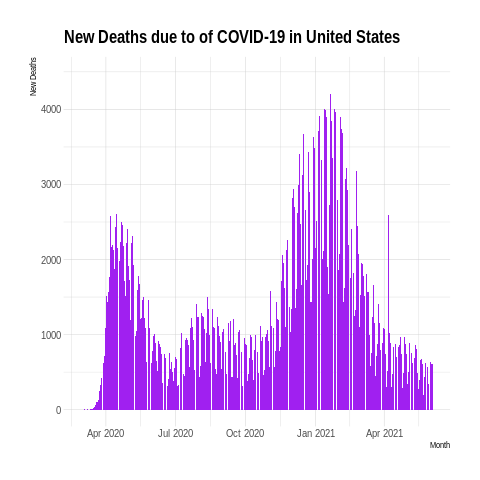 New Deaths due to of COVID-19 in United States
New Deaths
4000
3000
2000
1000
0
Apr 2020 Jul 2020 Oct 2020 Jan 2021 Apr 2021
Month